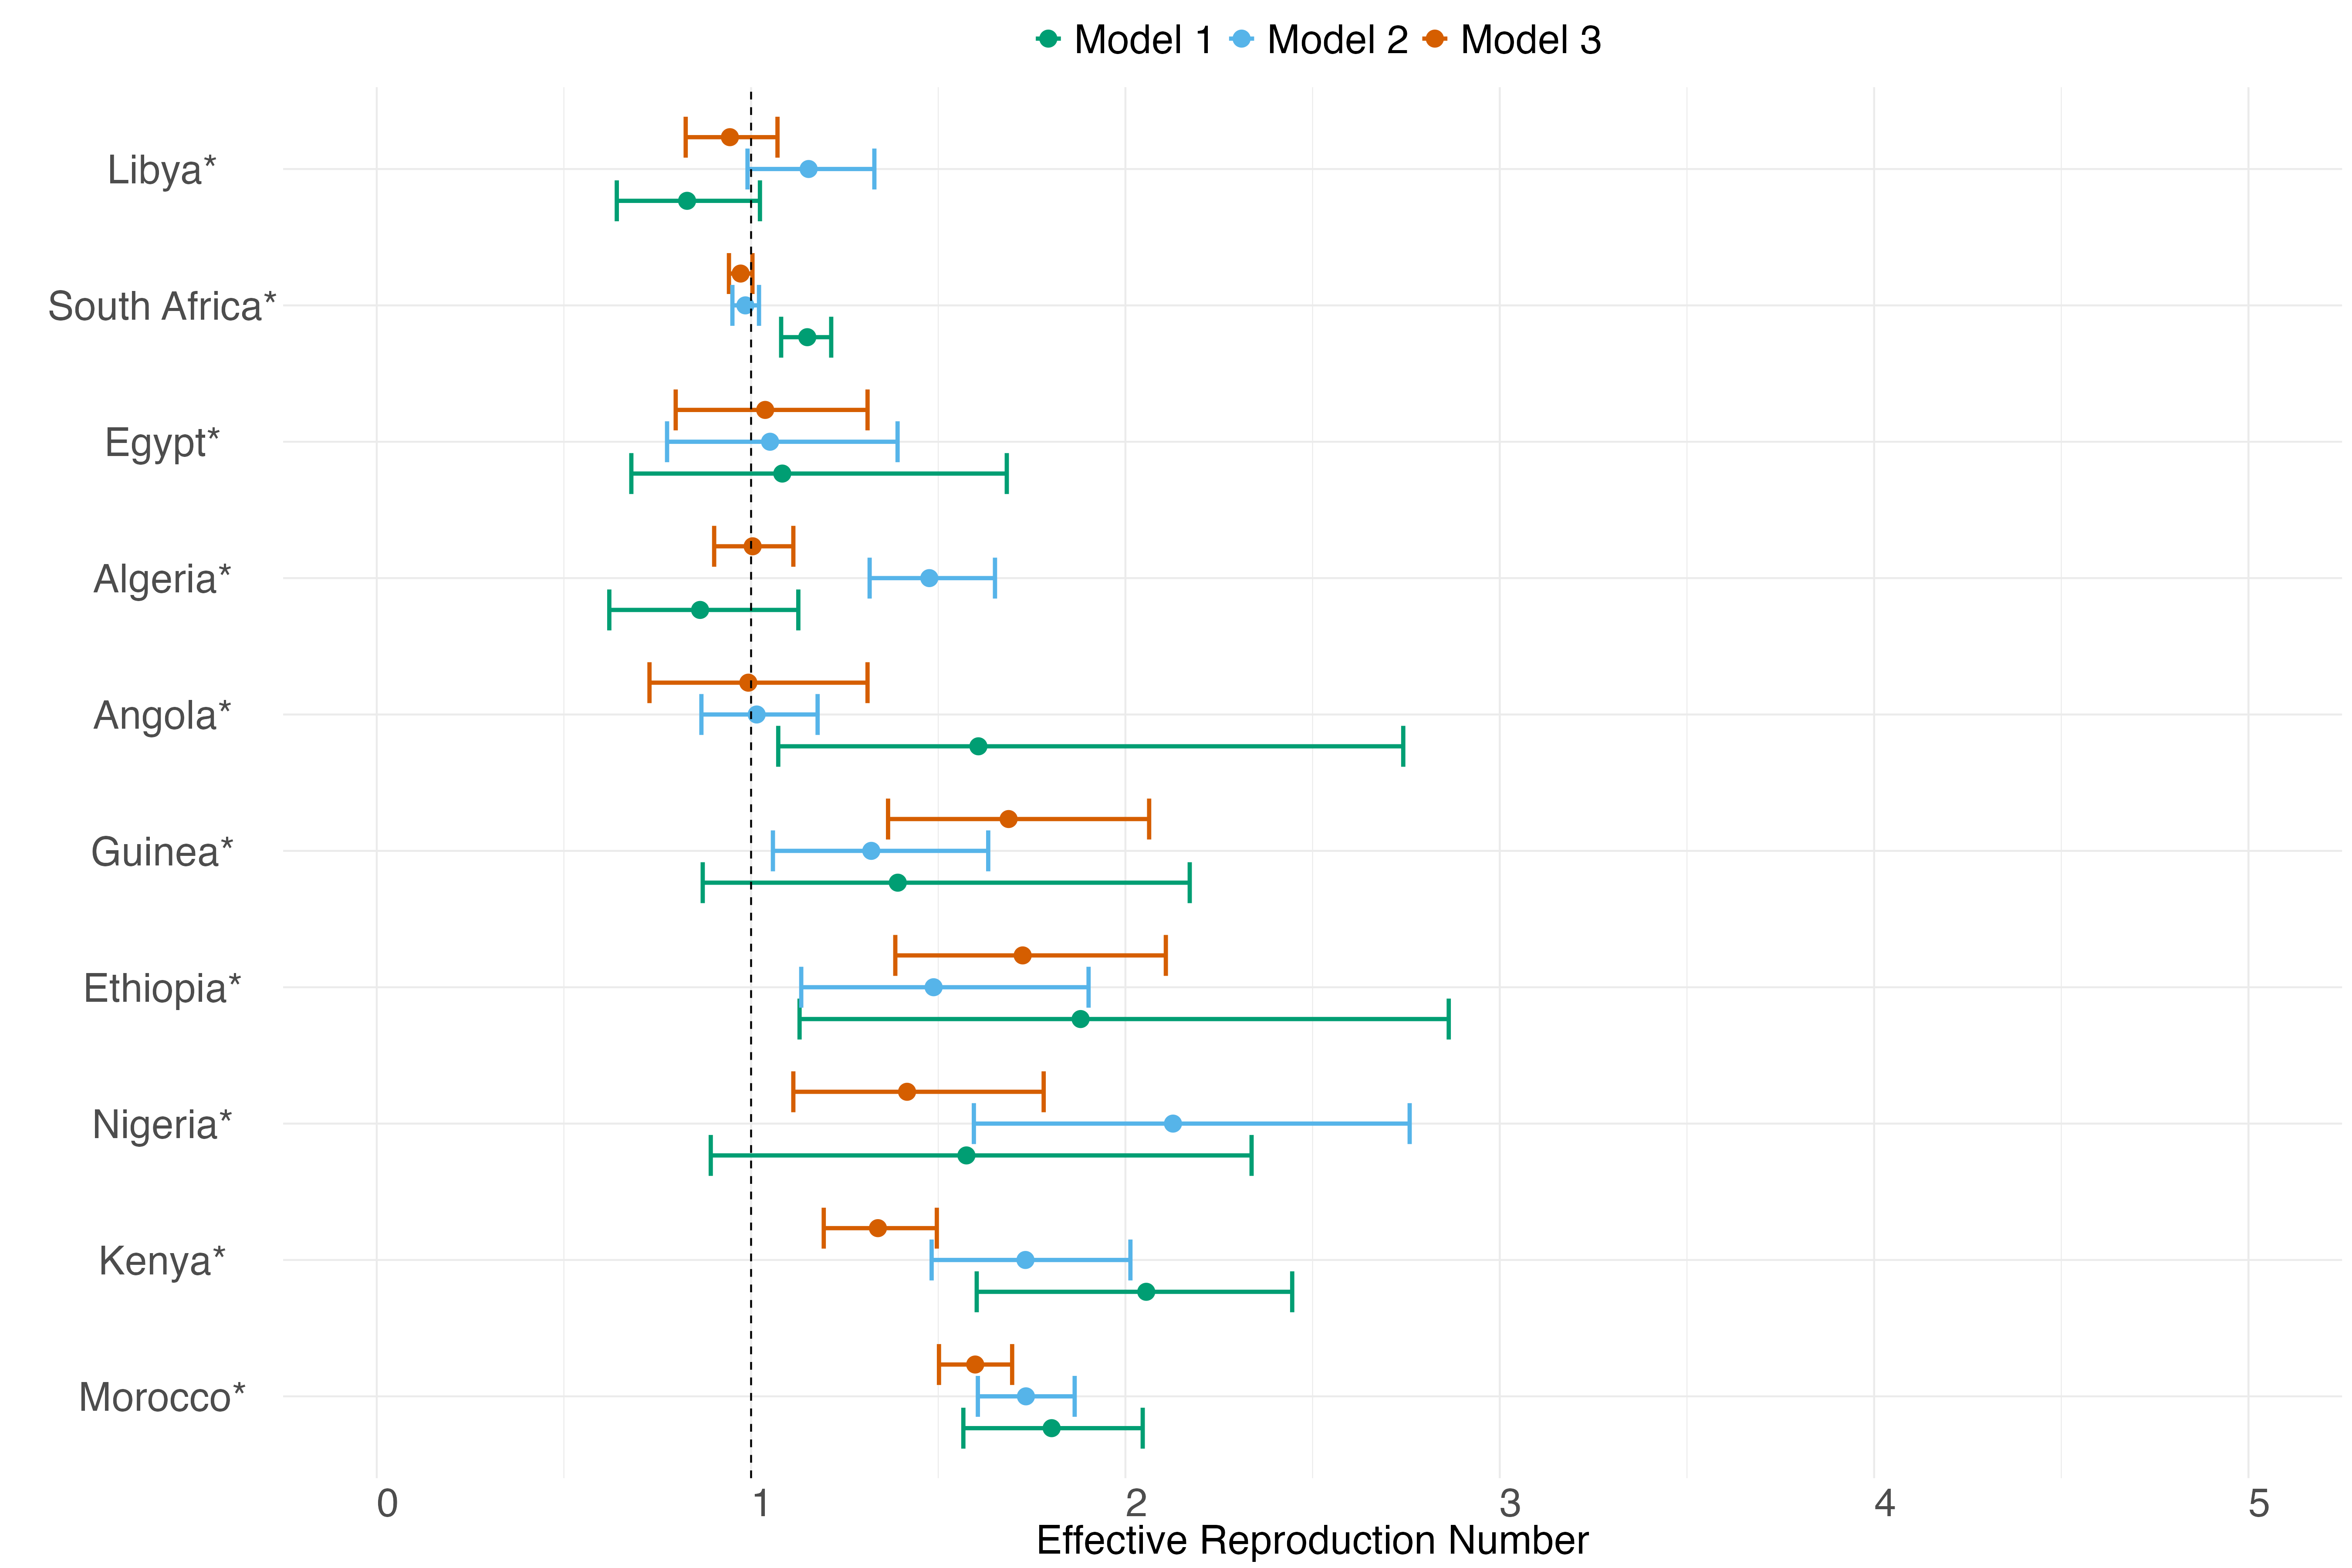 Model 1 Model 2 Model 3
Libya*
South Africa*
Egypt*
Algeria*
Angola*
Guinea*
Ethiopia*
Nigeria*
Kenya*
Morocco*
0 1 2 3 4 5
Effective Reproduction Number